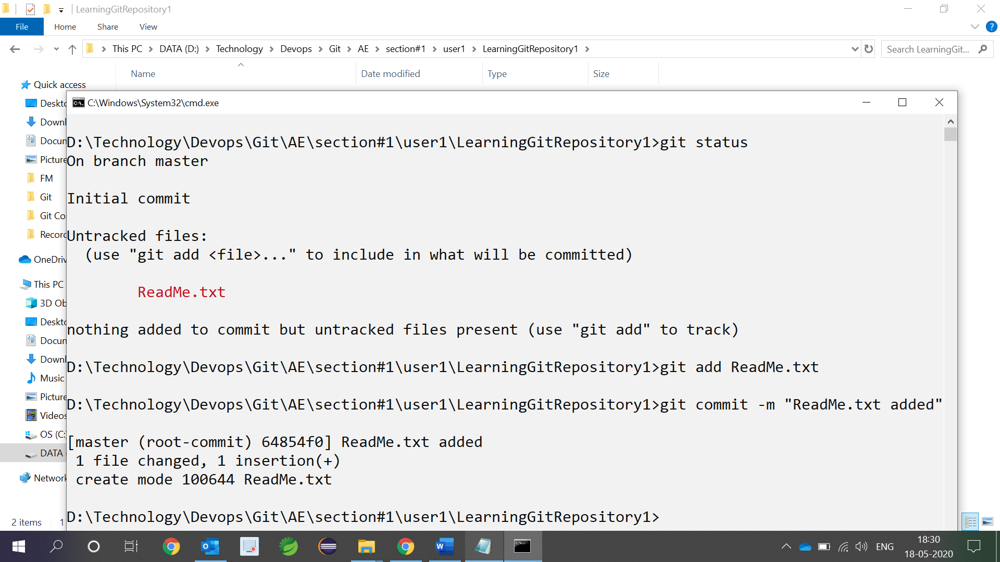 LearningGitRepository1
File Home Share View
This PC DATA (D:) Technology Devops Git AE section#1 user1 LearningGitRepository1
Search LearningGit...
Name Date modified Type Size
Quick access
Deskto
Downl
Docun
Picture
FM
Git
Git Co
Record
OneDriv
This PC
3D Ob
Deskto
Docun
Downl
Music
Picture
Videos
OS (C:
DATA
Network
2 items 1
C:\Windows\System32\cmd.exe
D:\Technology\Devops\Git\AE\section#1\user1\LearningGitRepository1>git status
On branch master
Initial commit
Untracked files:
(use "git add <file>..." to include in what will be committed)
ReadMe.txt
nothing added to commit but untracked files present (use "git add" to track)
D:\Technology\Devops\Git\AE\section#1\user1\LearningGitRepository1>git add ReadMe.txt
D:\Technology\Devops\Git\AE\section#1\user1\LearningGitRepository1>git commit -m "ReadMe.txt added"
[master (root-commit) 64854f0] ReadMe.txt added
1 file changed, 1 insertion(+)
create mode 100644 ReadMe.txt
D:\Technology\Devops\Git\AE\section#1\user1\LearningGitRepository1>
ENG
18:30
18-05-2020